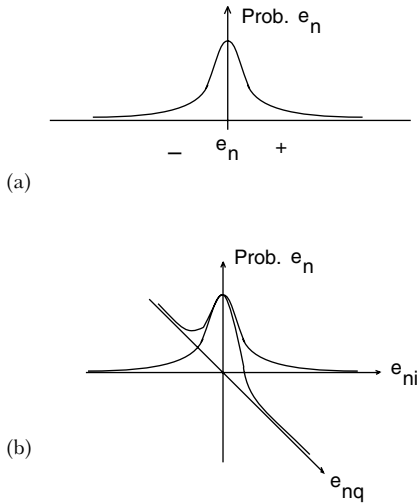 Prob. e_n
− e_n +
(a)
Prob. e_n
e_ni
(b)
e_nq